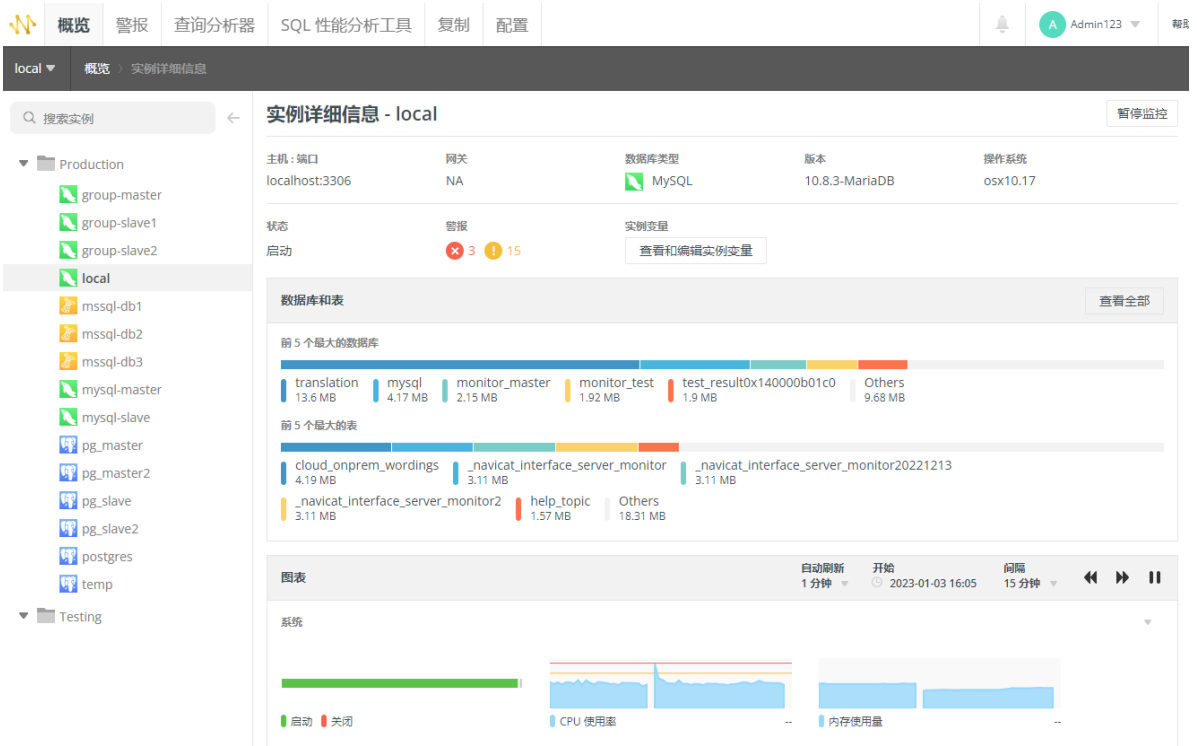 概览 警报 查询分析器 SQL 性能分析工具 复制 配置 A Admin123
local 概览 实例详细信息
搜索实例
Production
group-master
group-slave1
group-slave2
local
mssql-db1
mssql-db2
mssql-db3
mysql-master
mysql-slave
pg_master
pg_master2
pg_slave
pg_slave2
postgres
temp
Testing
实例详细信息 - local 暂停监控
主机 : 端口 网关 数据库类型 版本 操作系统
localhost:3306 NA MySQL 10.8.3-MariaDB osx10.17
状态 警报 实例变量
启动 3 15 查看和编辑实例变量
数据库和表 查看全部
前 5 个最大的数据库
translation mysql monitor_master monitor_test test_result0x140000b01c0 Others
13.6 MB 4.17 MB 2.15 MB 1.92 MB 1.9 MB 9.68 MB
前 5 个最大的表
cloud_onprem_wordings _navicat_interface_server_monitor _navicat_interface_server_monitor20221213
4.19 MB 3.11 MB 3.11 MB
_navicat_interface_server_monitor2 help_topic Others
3.11 MB 1.57 MB 18.31 MB
图表
自动刷新 开始 间隔
1 分钟 2023-01-03 16:05 15 分钟
系统
启动 关闭 CPU 使用率 -- 内存使用量 --